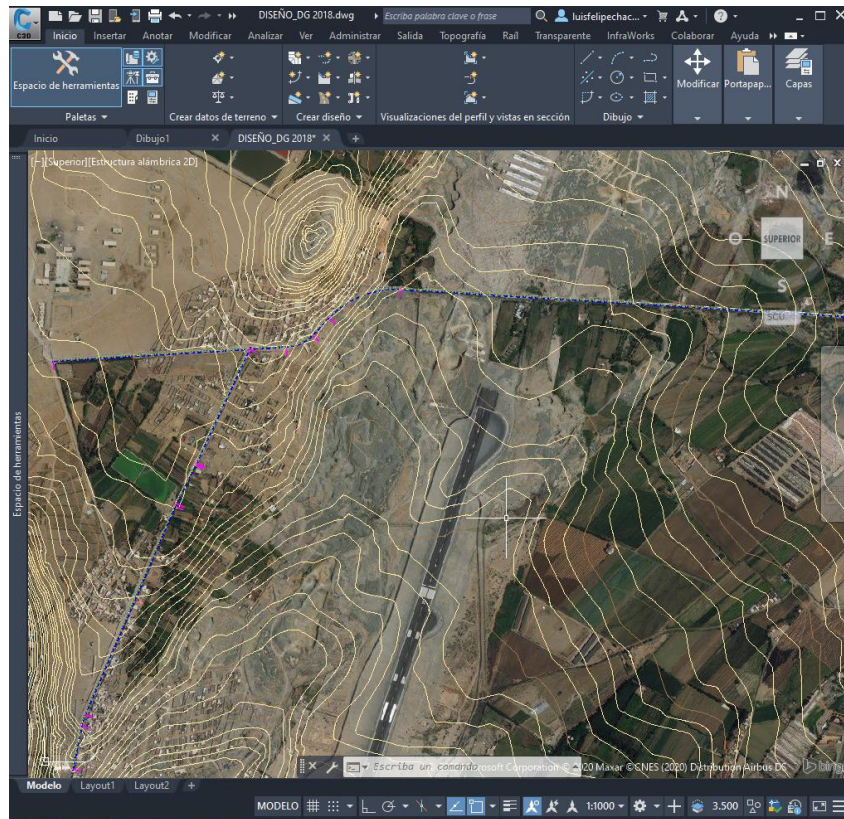 C3D
DISEÑO_DG 2018.dwg
Escriba palabra clave o frase
luisfelipechac...
Inicio Insertar Anotar Modificar Analizar Ver Administrar Salida Topografía Raíl Transparente InfraWorks Colaborar Ayuda
Espacio de herramientas
Modificar Portapap... Capas
Paletas Crear datos de terreno Crear diseño Visualizaciones del perfil y vistas en sección Dibujo
Inicio Dibujo1 DISEÑO_DG 2018*
[−][Superior][Estructura alámbrica 2D]
N
SUPERIOR
O E
S
SCU
Espacio de herramientas
Escriba un comando
rosoft Corporation © 2020 Maxar ©CNES (2020) Distribution Airbus DS
bing
Modelo Layout1 Layout2 +
MODELO 1:1000 3.500